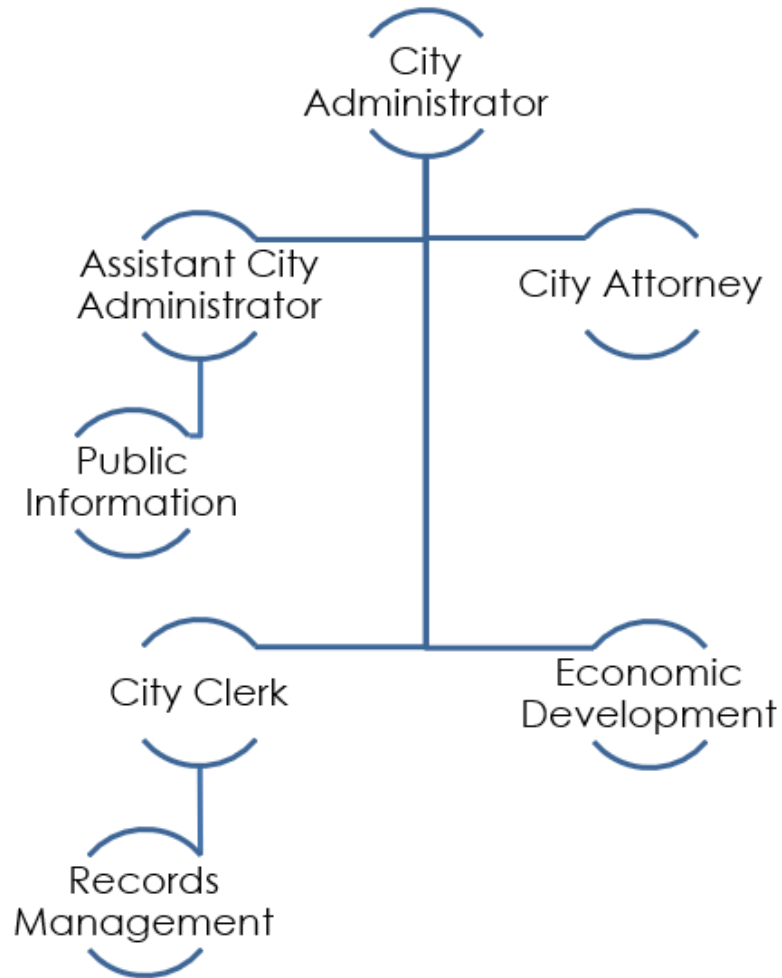 City
Administrator
Assistant City
Administrator
City Attorney
Public
Information
City Clerk
Economic
Development
Records
Management